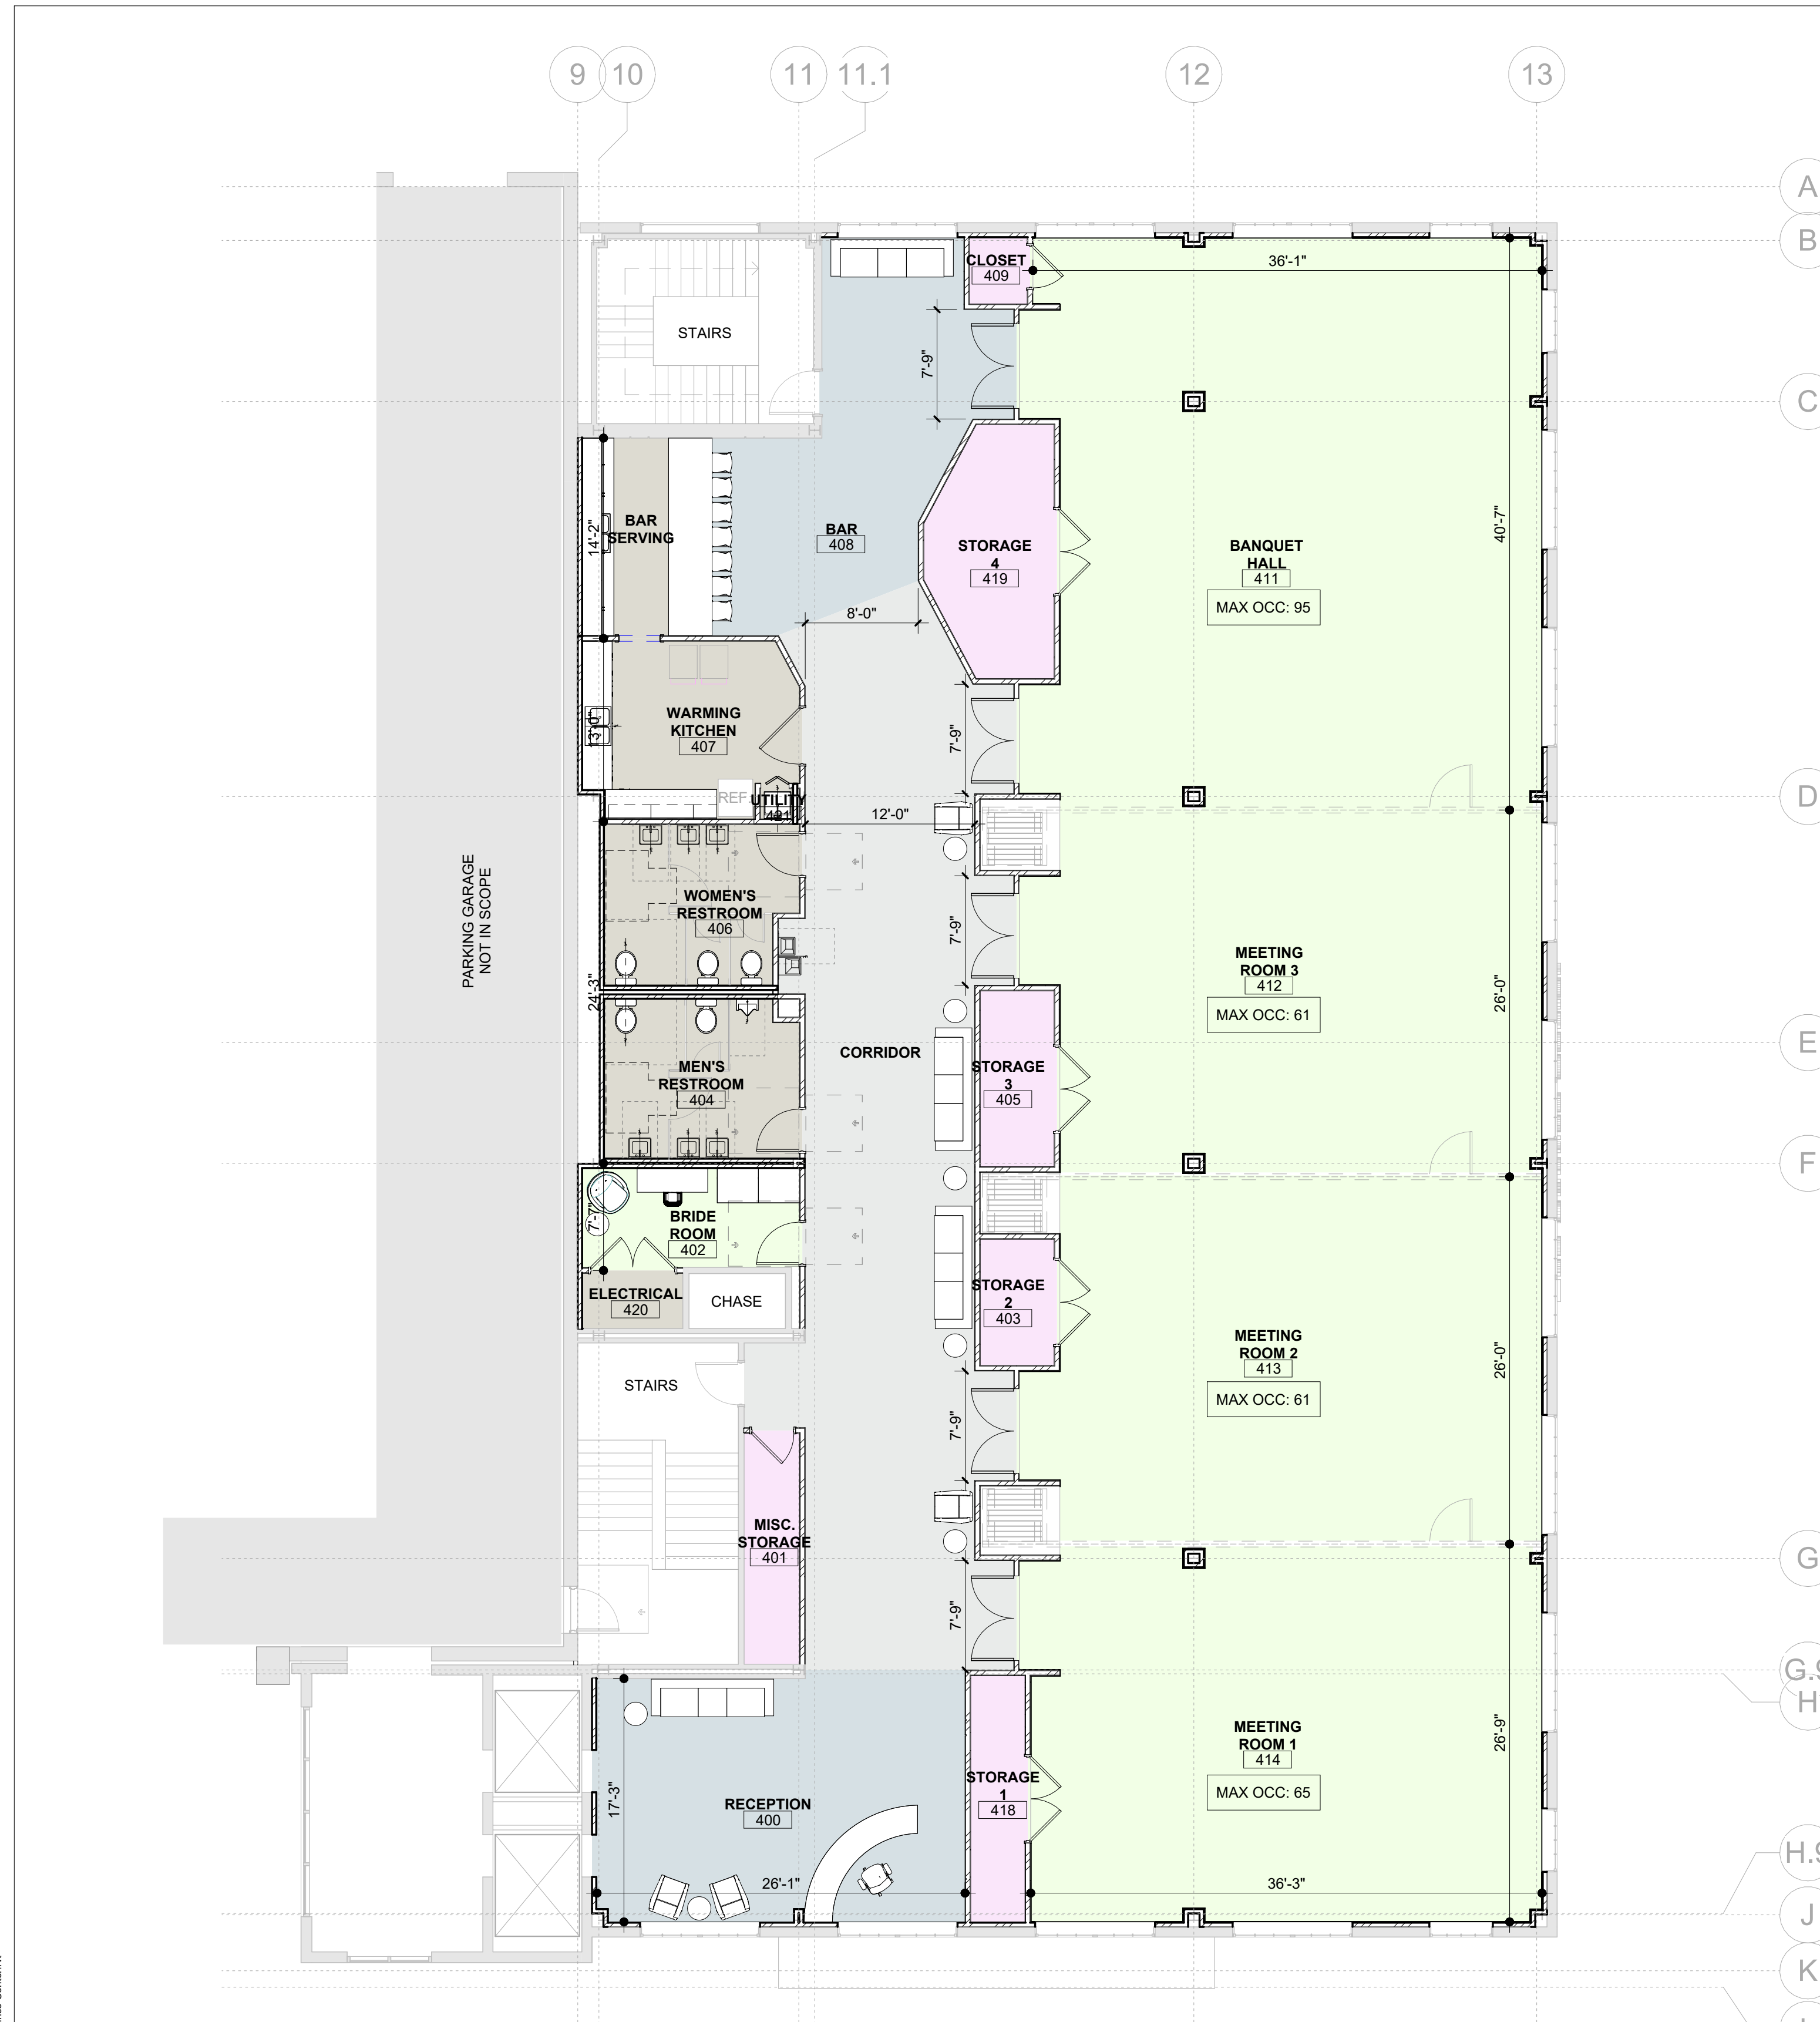 9
10
11
11.1
12
13
A
B
CLOSET
409
36'-1"
STAIRS
7'-9"
C
14'-2"
BAR
SERVING
BAR
408
STORAGE
4
419
BANQUET
HALL
411
MAX OCC: 95
40'-7"
8'-0"
WARMING
KITCHEN
407
13'-0"
7'-9"
REF.
UTILITY
D
12'-0"
PARKING GARAGE
NOT IN SCOPE
WOMEN'S
RESTROOM
406
7'-9"
MEETING
ROOM 3
412
MAX OCC: 61
26'-0"
24'-3"
CORRIDOR
E
MEN'S
RESTROOM
404
STORAGE
3
405
F
7'-7"
BRIDE
ROOM
402
ELECTRICAL
420
CHASE
STORAGE
2
403
MEETING
ROOM 2
413
MAX OCC: 61
26'-0"
STAIRS
7'-9"
MISC.
STORAGE
401
G
7'-9"
G.9
H
17'-3"
RECEPTION
400
STORAGE
1
418
MEETING
ROOM 1
414
MAX OCC: 65
26'-9"
H.9
26'-1"
36'-3"
J
K